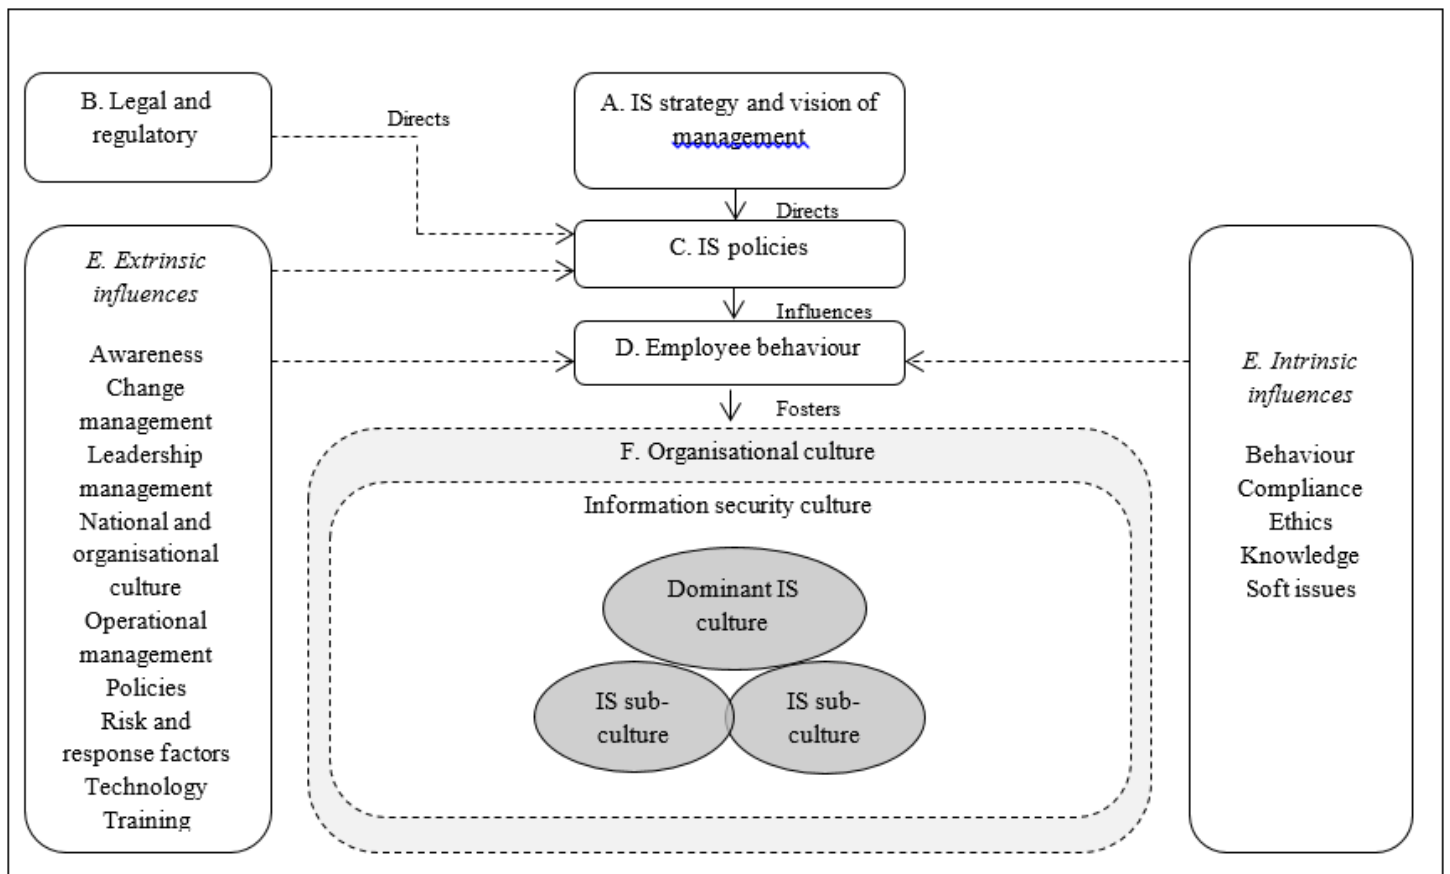 B. Legal and
regulatory
Directs
A. IS strategy and vision of
management
Directs
C. IS policies
Influences
D. Employee behaviour
Fosters
E. Extrinsic
influences
Awareness
Change
management
Leadership
management
National and
organisational
culture
Operational
management
Policies
Risk and
response factors
Technology
Training
F. Organisational culture
Information security culture
Dominant IS
culture
IS sub-
culture
IS sub-
culture
E. Intrinsic
influences
Behaviour
Compliance
Ethics
Knowledge
Soft issues